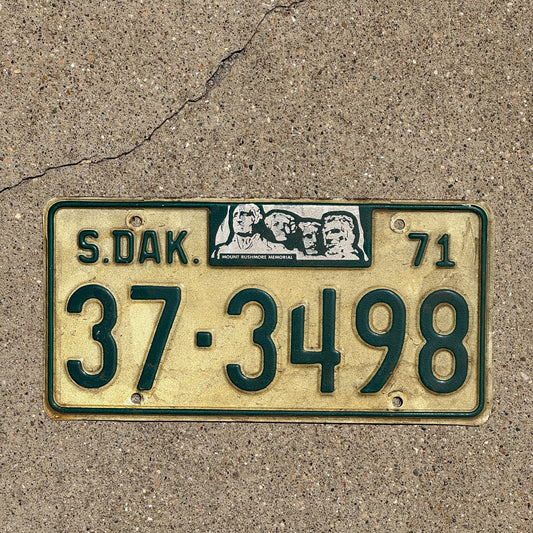 S.DAK. 71
MOUNT RUSHMORE MEMORIAL
37·3498